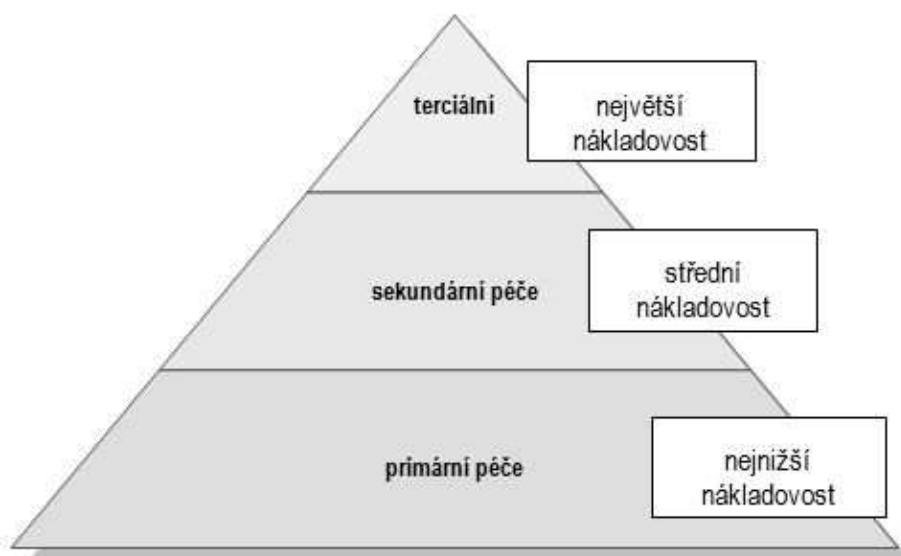 terciální
největší
nákladovost
sekundární péče
střední
nákladovost
primární péče
nejnižší
nákladovost